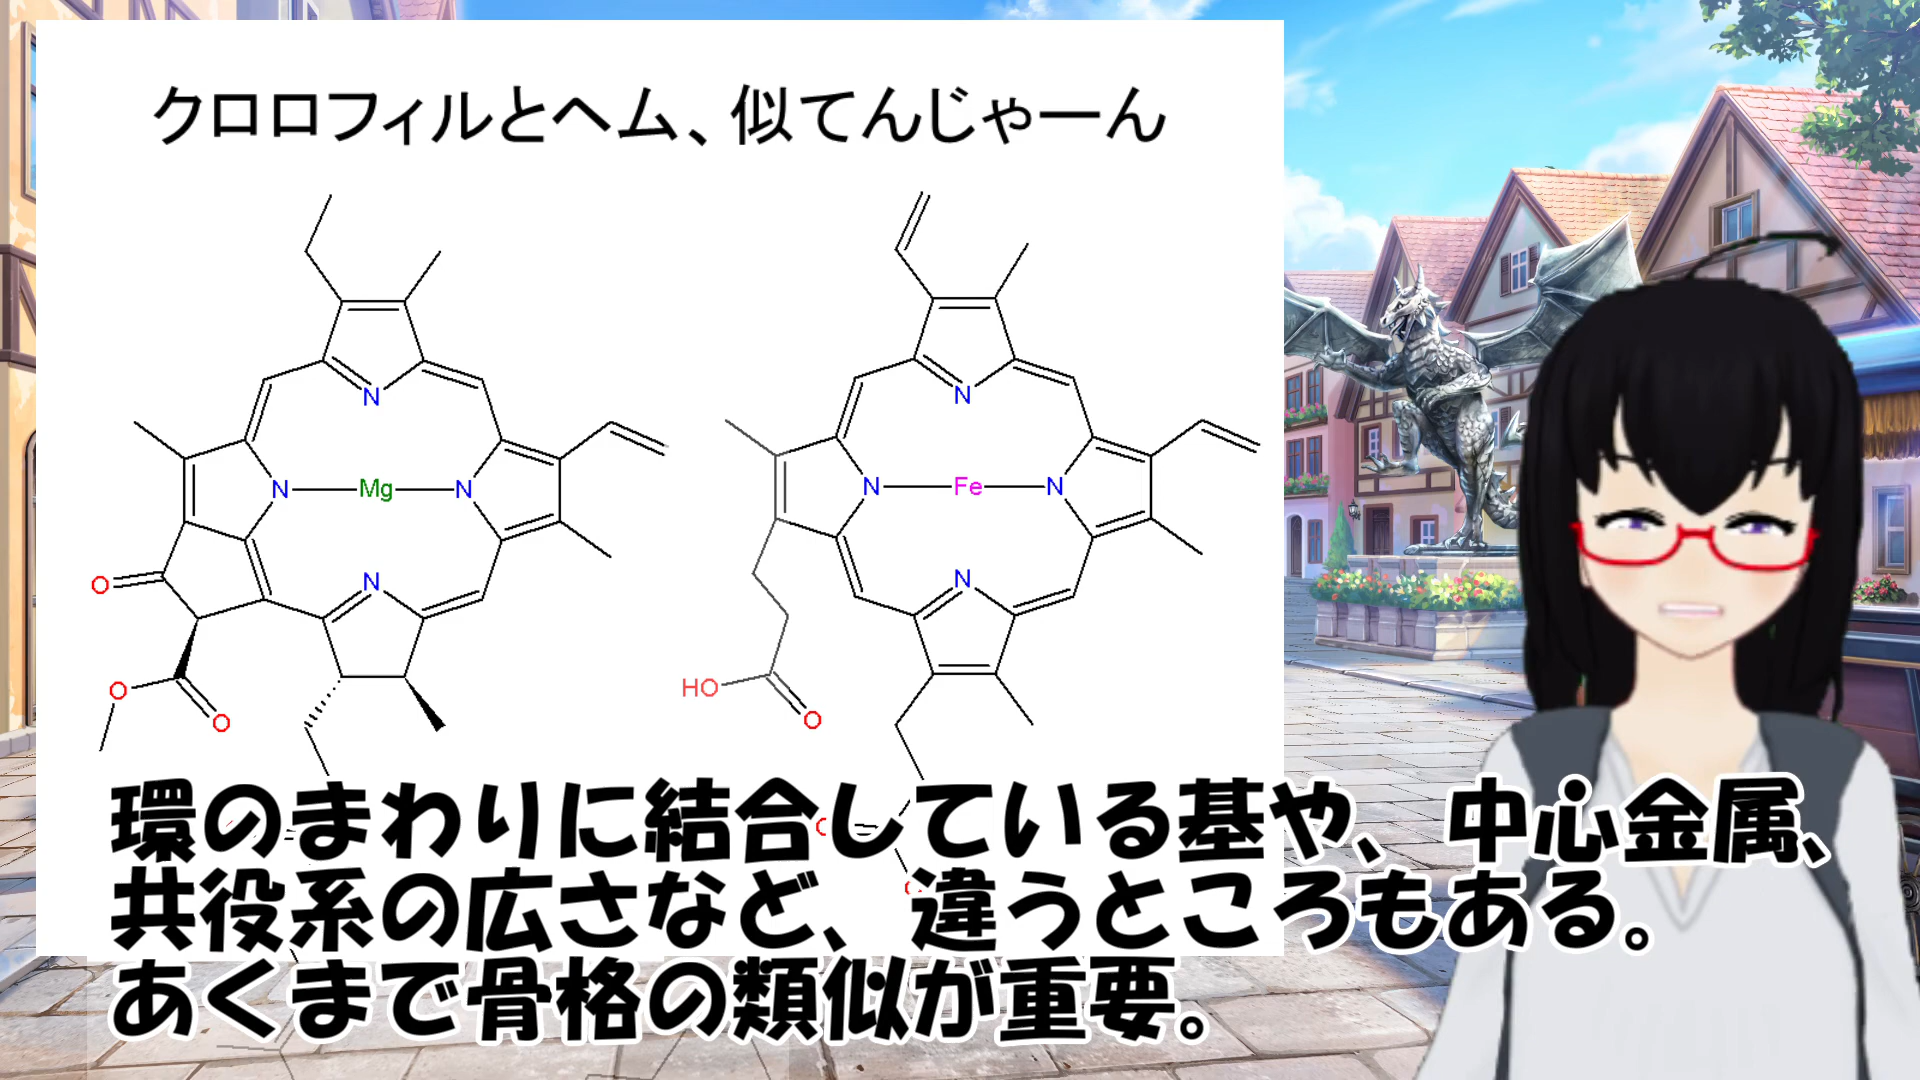 クロロフィルとヘム、似てんじゃーん
N
N
Mg
N
N
O
O
O
N
N
Fe
N
N
HO
O
環のまわりに結合している基や、中心金属、
共役系の広さなど、違うところもある。
あくまで骨格の類似が重要。